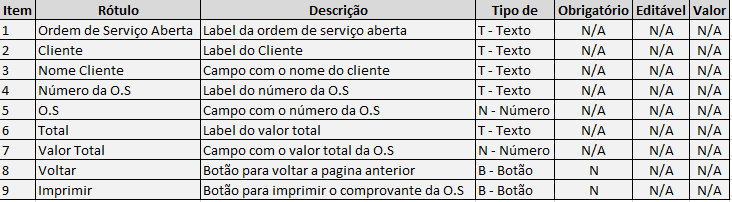 Item Rótulo Descrição Tipo de Obrigatório Editável Valor
1 Ordem de Serviço Aberta Label da ordem de serviço aberta T - Texto N/A N/A N/A
2 Cliente Label do Cliente T - Texto N/A N/A N/A
3 Nome Cliente Campo com o nome do cliente T - Texto N/A N/A N/A
4 Número da O.S Label do número da O.S T - Texto N/A N/A N/A
5 O.S Campo com o número da O.S N - Número N/A N/A N/A
6 Total Label do valor total T - Texto N/A N/A N/A
7 Valor Total Campo com o valor total da O.S N - Número N/A N/A N/A
8 Voltar Botão para voltar a pagina anterior B - Botão N N/A N/A
9 Imprimir Botão para imprimir o comprovante da O.S B - Botão N N/A N/A